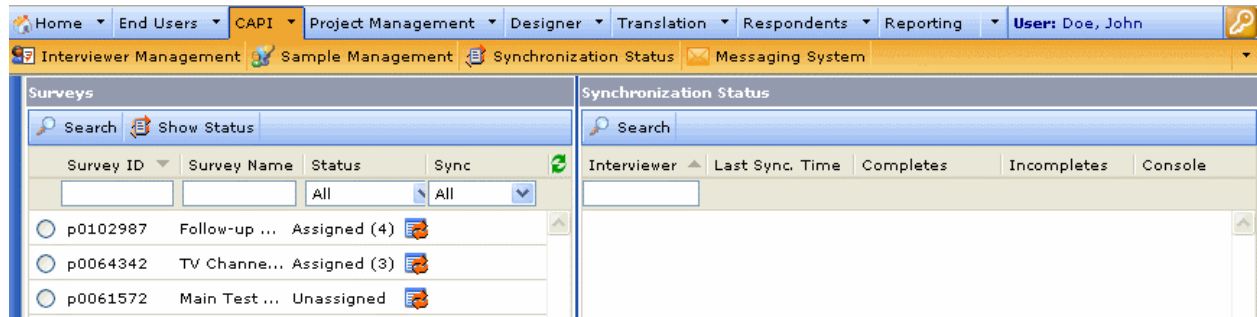 Home End Users CAPI Project Management Designer Translation Respondents Reporting User: Doe, John
Interviewer Management Sample Management Synchronization Status Messaging System
Surveys
Search Show Status
Survey ID Survey Name Status Sync
All All
p0102987 Follow-up ... Assigned (4)
p0064342 TV Channe... Assigned (3)
p0061572 Main Test ... Unassigned
Synchronization Status
Search
Interviewer Last Sync. Time Completes Incompletes Console